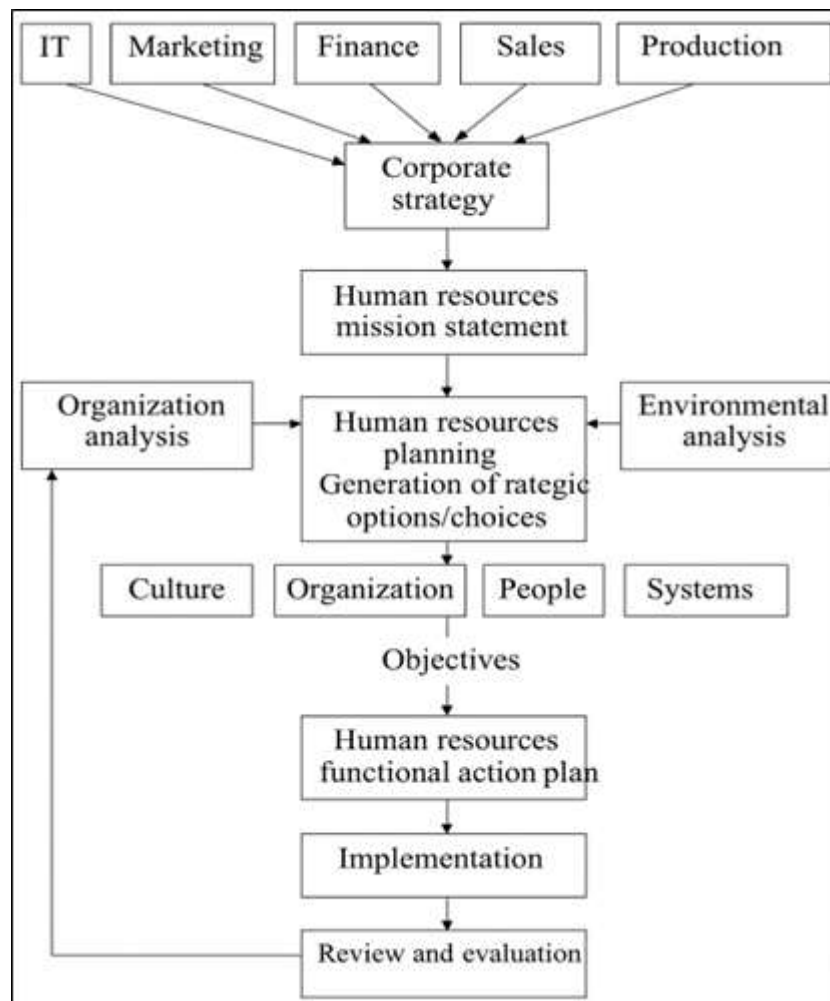 IT
Marketing
Finance
Sales
Production
Corporate
strategy
Human resources
mission statement
Organization
analysis
Human resources
planning
Generation of rategic
options/choices
Environmental
analysis
Culture
Organization
People
Systems
Objectives
Human resources
functional action plan
Implementation
Review and evaluation